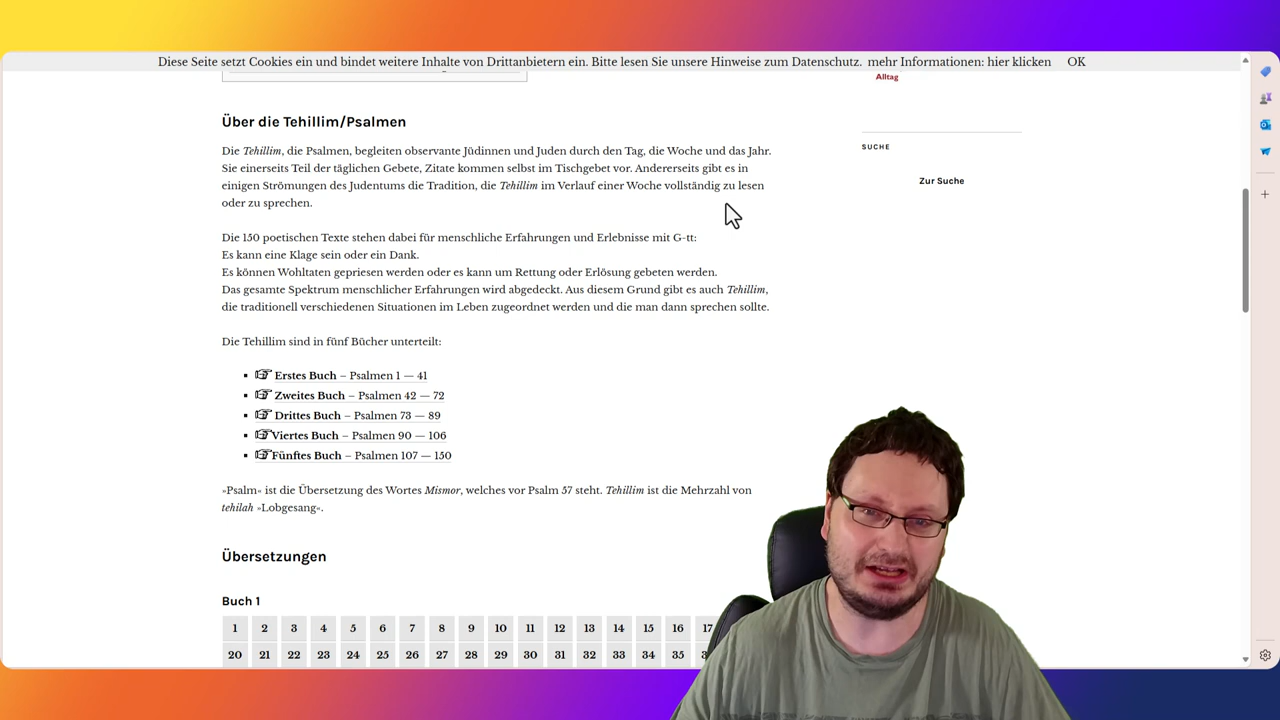 Diese Seite setzt Cookies ein und bindet weitere Inhalte von Drittanbietern ein. Bitte lesen Sie unsere Hinweise zum Datenschutz. mehr Informationen: hier klicken OK
Alltag
SUCHE
Zur Suche
Über die Tehillim/Psalmen
Die Tehillim, die Psalmen, begleiten observante Jüdinnen und Juden durch den Tag, die Woche und das Jahr.
Sie einerseits Teil der täglichen Gebete, Zitate kommen selbst im Tischgebet vor. Andererseits gibt es in
einigen Strömungen des Judentums die Tradition, die Tehillim im Verlauf einer Woche vollständig zu lesen
oder zu sprechen.
Die 150 poetischen Texte stehen dabei für menschliche Erfahrungen und Erlebnisse mit G-tt:
Es kann eine Klage sein oder ein Dank.
Es können Wohltaten gepriesen werden oder es kann um Rettung oder Erlösung gebeten werden.
Das gesamte Spektrum menschlicher Erfahrungen wird abgedeckt. Aus diesem Grund gibt es auch Tehillim,
die traditionell verschiedenen Situationen im Leben zugeordnet werden und die man dann sprechen sollte.
Die Tehillim sind in fünf Bücher unterteilt:
Erstes Buch – Psalmen 1 — 41
Zweites Buch – Psalmen 42 — 72
Drittes Buch – Psalmen 73 — 89
Viertes Buch – Psalmen 90 — 106
Fünftes Buch – Psalmen 107 — 150
»Psalm« ist die Übersetzung des Wortes Mismor, welches vor Psalm 57 steht. Tehillim ist die Mehrzahl von
tehilah »Lobgesang«.
Übersetzungen
Buch 1
1 2 3 4 5 6 7 8 9 10 11 12 13 14 15 16 17
20 21 22 23 24 25 26 27 28 29 30 31 32 33 34 35